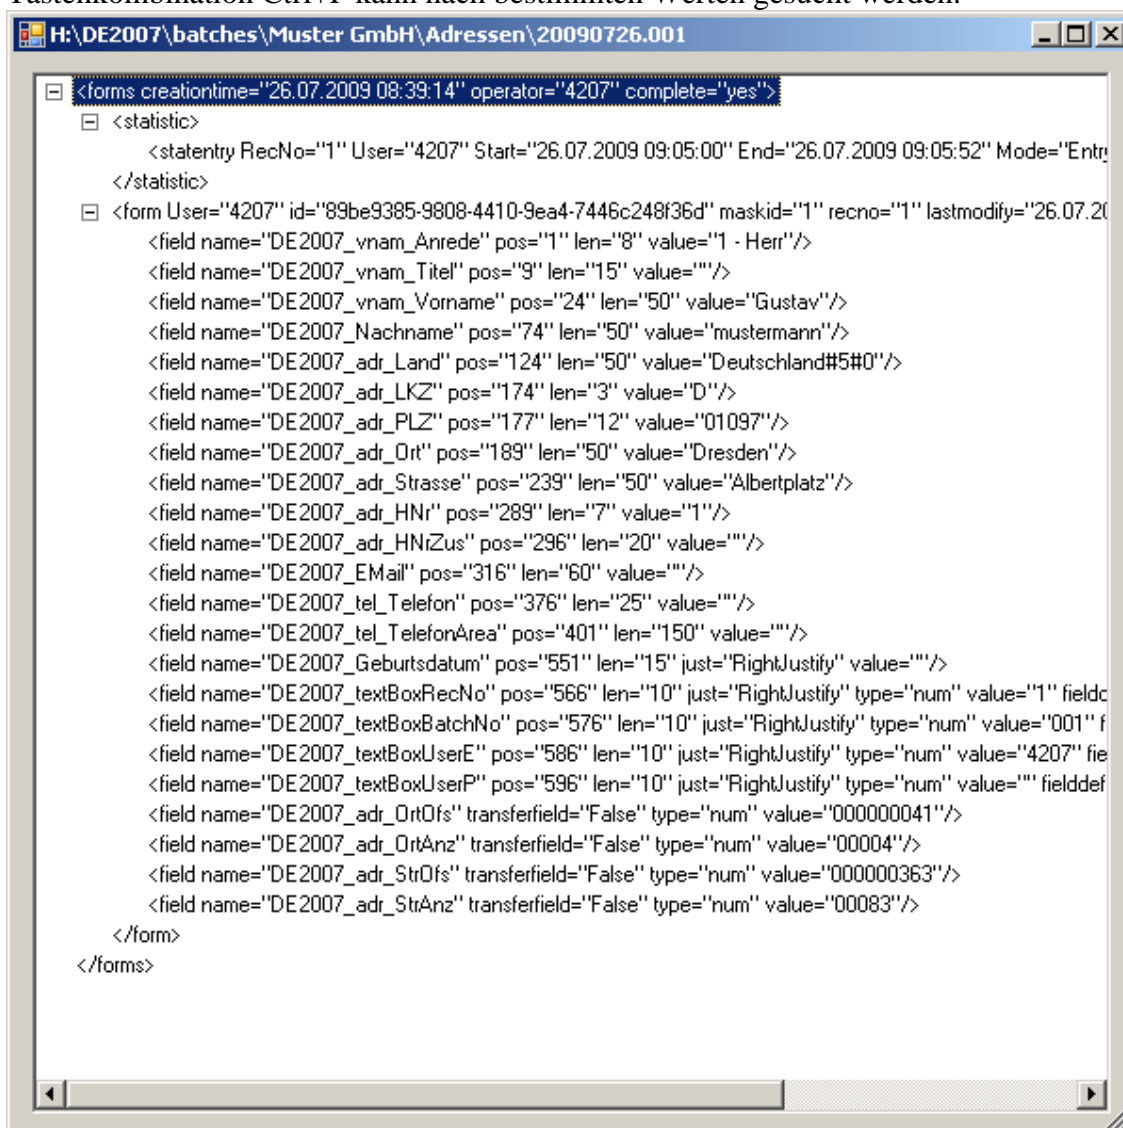 Tastenkombination Ctrl+F kann nach bestimmten Werten gesucht werden.
H:\DE2007\batches\Muster GmbH\Adressen\20090726.001
<forms creationtime="26.07.2009 08:39:14" operator="4207" complete="yes">
<statistic>
<statentry RecNo="1" User="4207" Start="26.07.2009 09:05:00" End="26.07.2009 09:05:52" Mode="Entry
</statistic>
<form User="4207" id="89be9385-9808-4410-9ea4-7446c248f36d" maskid="1" recno="1" lastmodify="26.07.20
<field name="DE2007_vnam_Anrede" pos="1" len="8" value="1 - Herr"/>
<field name="DE2007_vnam_Titel" pos="9" len="15" value=""/>
<field name="DE2007_vnam_Vorname" pos="24" len="50" value="Gustav"/>
<field name="DE2007_Nachname" pos="74" len="50" value="mustermann"/>
<field name="DE2007_adr_Land" pos="124" len="50" value="Deutschland#5#0"/>
<field name="DE2007_adr_LKZ" pos="174" len="3" value="D"/>
<field name="DE2007_adr_PLZ" pos="177" len="12" value="01097"/>
<field name="DE2007_adr_Ort" pos="189" len="50" value="Dresden"/>
<field name="DE2007_adr_Strasse" pos="239" len="50" value="Albertplatz"/>
<field name="DE2007_adr_HNr" pos="289" len="7" value="1"/>
<field name="DE2007_adr_HNrZus" pos="296" len="20" value=""/>
<field name="DE2007_EMail" pos="316" len="60" value=""/>
<field name="DE2007_tel_Telefon" pos="376" len="25" value=""/>
<field name="DE2007_tel_TelefonArea" pos="401" len="150" value=""/>
<field name="DE2007_Geburtsdatum" pos="551" len="15" just="RightJustify" value=""/>
<field name="DE2007_textBoxRecNo" pos="566" len="10" just="RightJustify" type="num" value="1" fieldd
<field name="DE2007_textBoxBatchNo" pos="576" len="10" just="RightJustify" type="num" value="001" f
<field name="DE2007_textBoxUserE" pos="586" len="10" just="RightJustify" type="num" value="4207" fie
<field name="DE2007_textBoxUserP" pos="596" len="10" just="RightJustify" type="num" value="" fielddef
<field name="DE2007_adr_OrtOfs" transferfield="False" type="num" value="000000041"/>
<field name="DE2007_adr_OrtAnz" transferfield="False" type="num" value="00004"/>
<field name="DE2007_adr_StrOfs" transferfield="False" type="num" value="000000363"/>
<field name="DE2007_adr_StrAnz" transferfield="False" type="num" value="00083"/>
</form>
</forms>